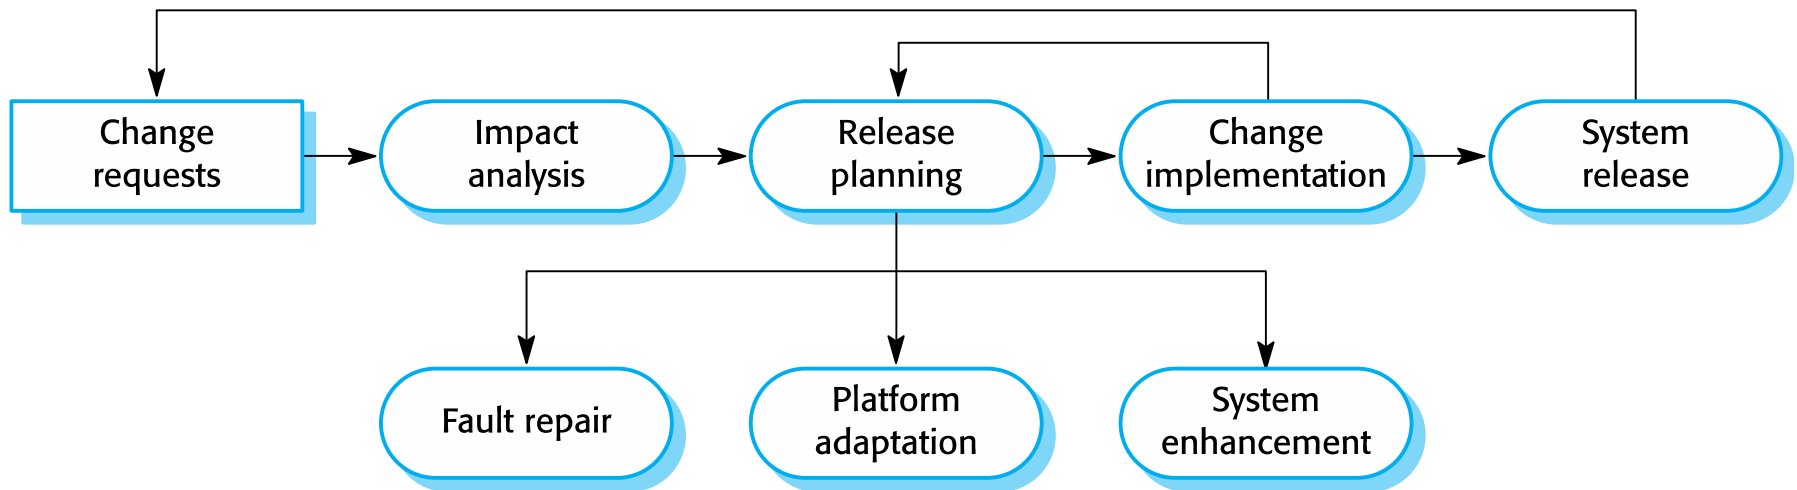 Change
requests
Impact
analysis
Release
planning
Change
implementation
System
release
Fault repair
Platform
adaptation
System
enhancement